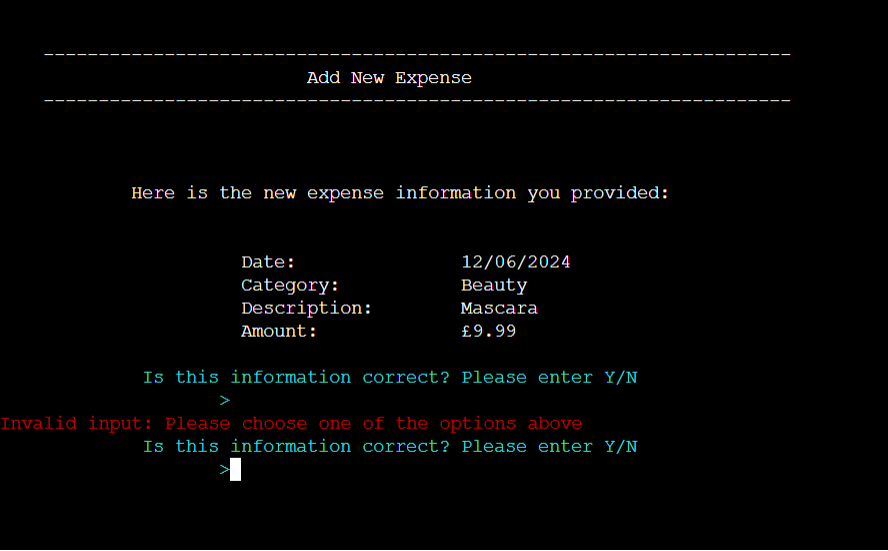 --------------------------------------------------------------------
Add New Expense
--------------------------------------------------------------------
Here is the new expense information you provided:
Date: 12/06/2024
Category: Beauty
Description: Mascara
Amount: £9.99
Is this information correct? Please enter Y/N
>
Invalid input: Please choose one of the options above
Is this information correct? Please enter Y/N
>